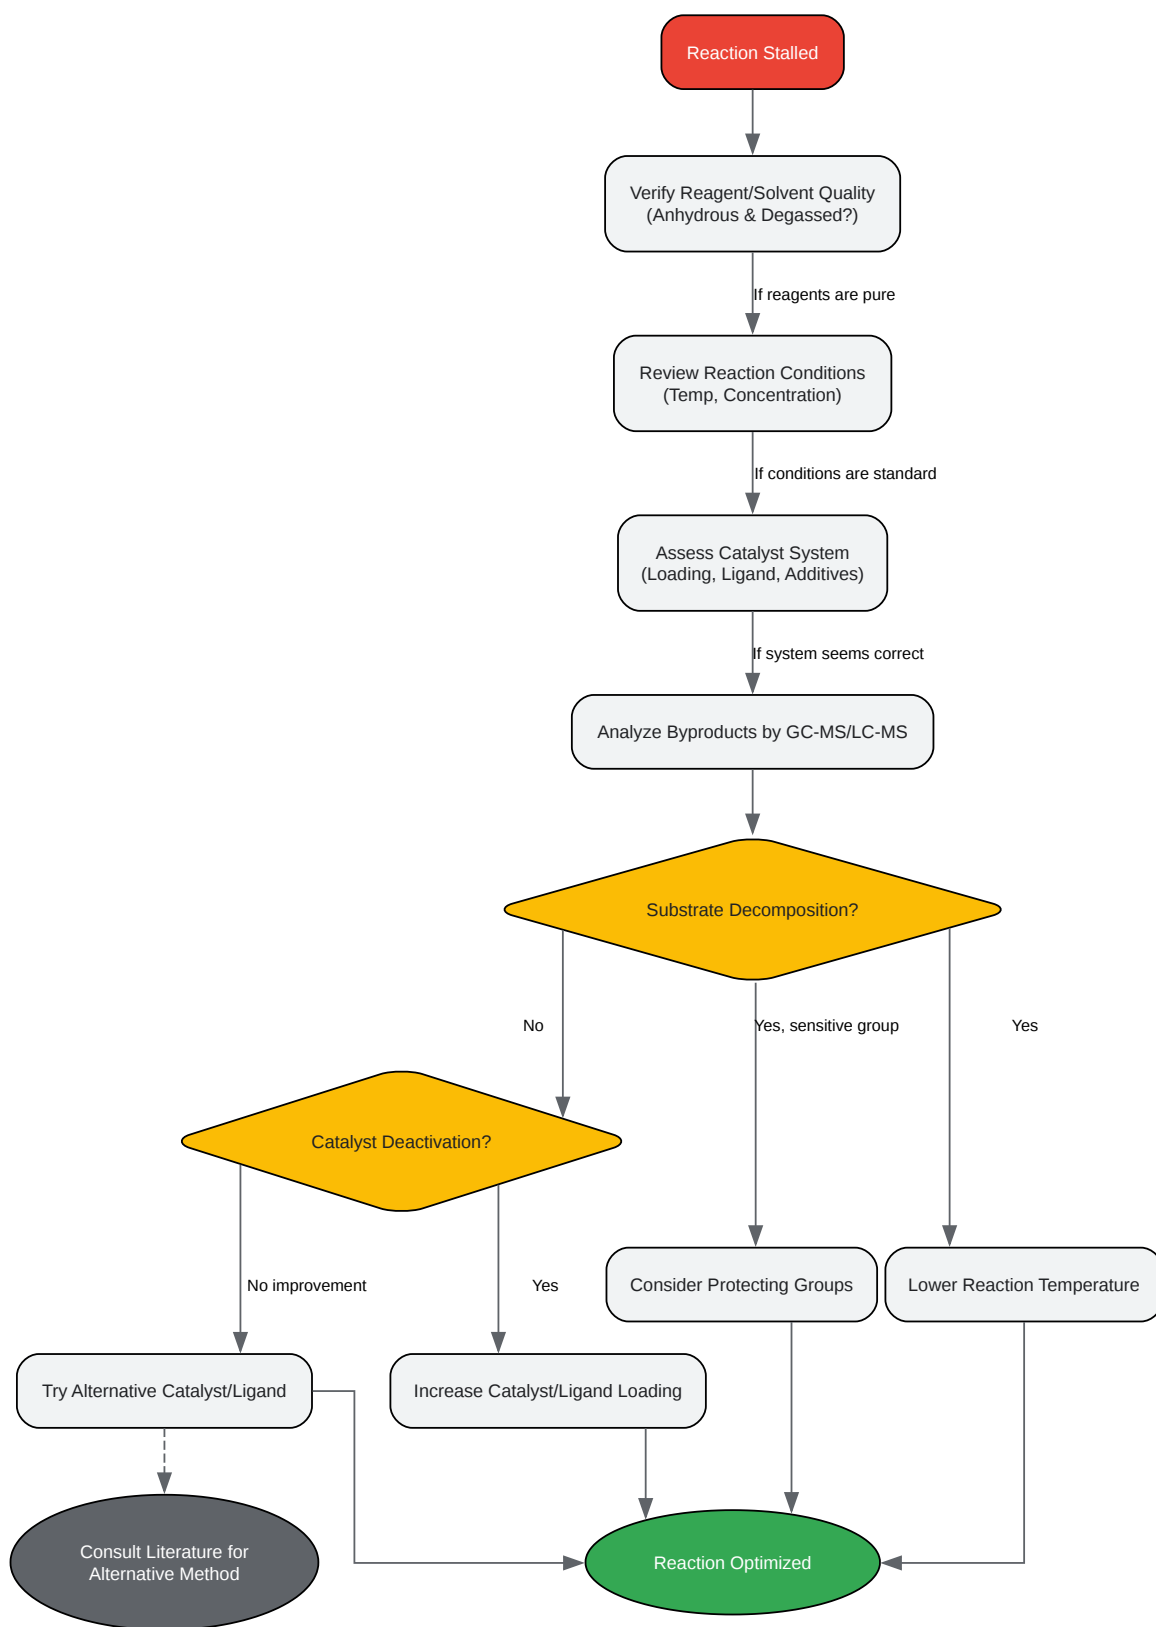 Reaction Stalled
Verify Reagent/Solvent Quality
(Anhydrous & Degassed?)
If reagents are pure
Review Reaction Conditions
(Temp, Concentration)
If conditions are standard
Assess Catalyst System
(Loading, Ligand, Additives)
If system seems correct
Analyze Byproducts by GC-MS/LC-MS
Substrate Decomposition?
No
Yes, sensitive group
Yes
Catalyst Deactivation?
No improvement
Yes
Consider Protecting Groups
Lower Reaction Temperature
Try Alternative Catalyst/Ligand
Increase Catalyst/Ligand Loading
Consult Literature for
Alternative Method
Reaction Optimized